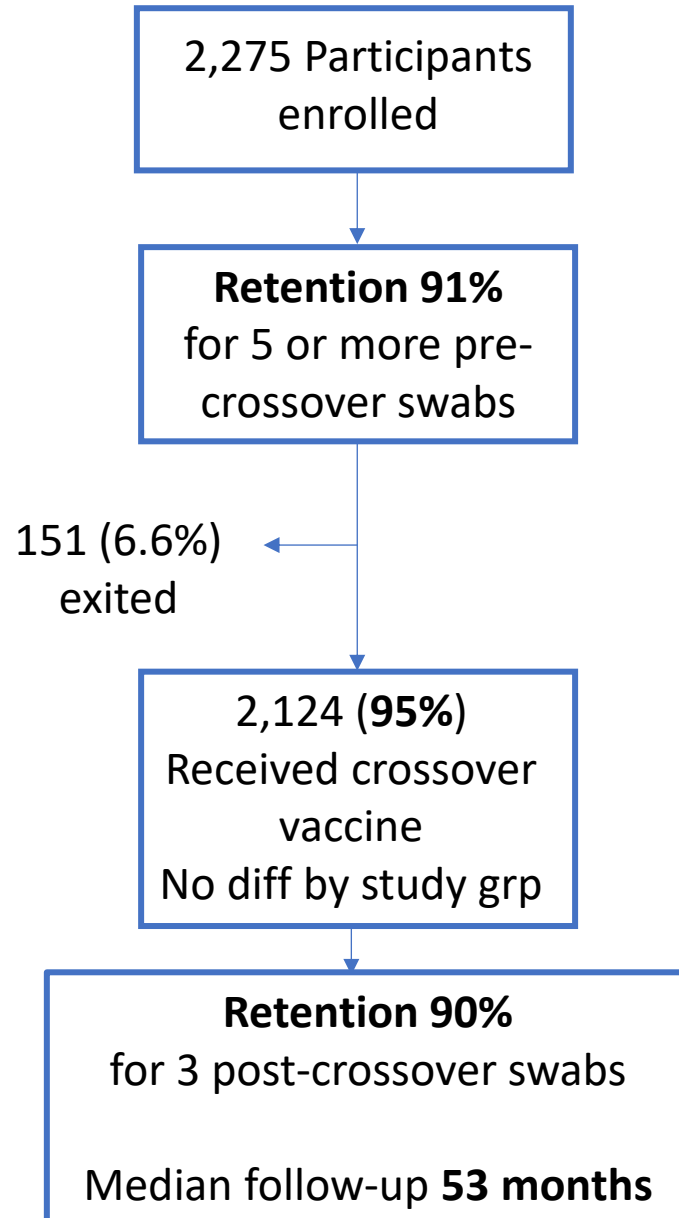 2,275 Participants
enrolled
Retention 91%
for 5 or more pre-
crossover swabs
151 (6.6%)
exited
2,124 (95%)
Received crossover
vaccine
No diff by study grp
Retention 90%
for 3 post-crossover swabs
Median follow-up 53 months